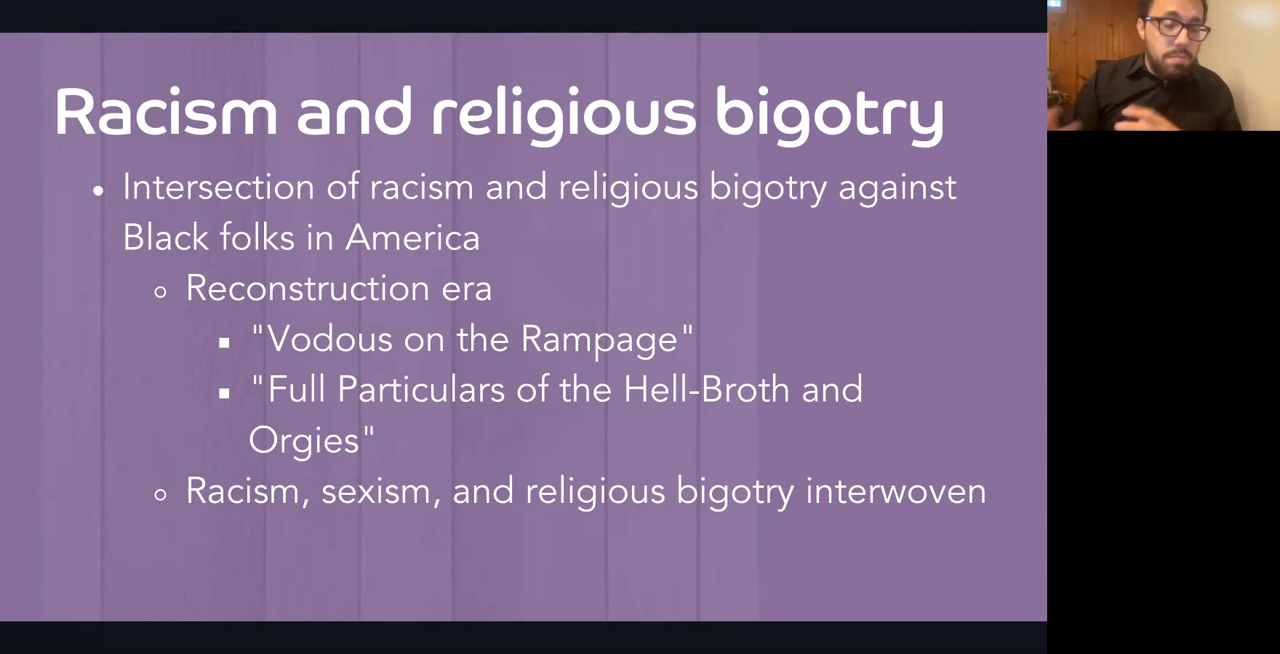 Racism and religious bigotry
• Intersection of racism and religious bigotry against
Black folks in America
○ Reconstruction era
▪ "Vodous on the Rampage"
▪ "Full Particulars of the Hell-Broth and
Orgies"
○ Racism, sexism, and religious bigotry interwoven